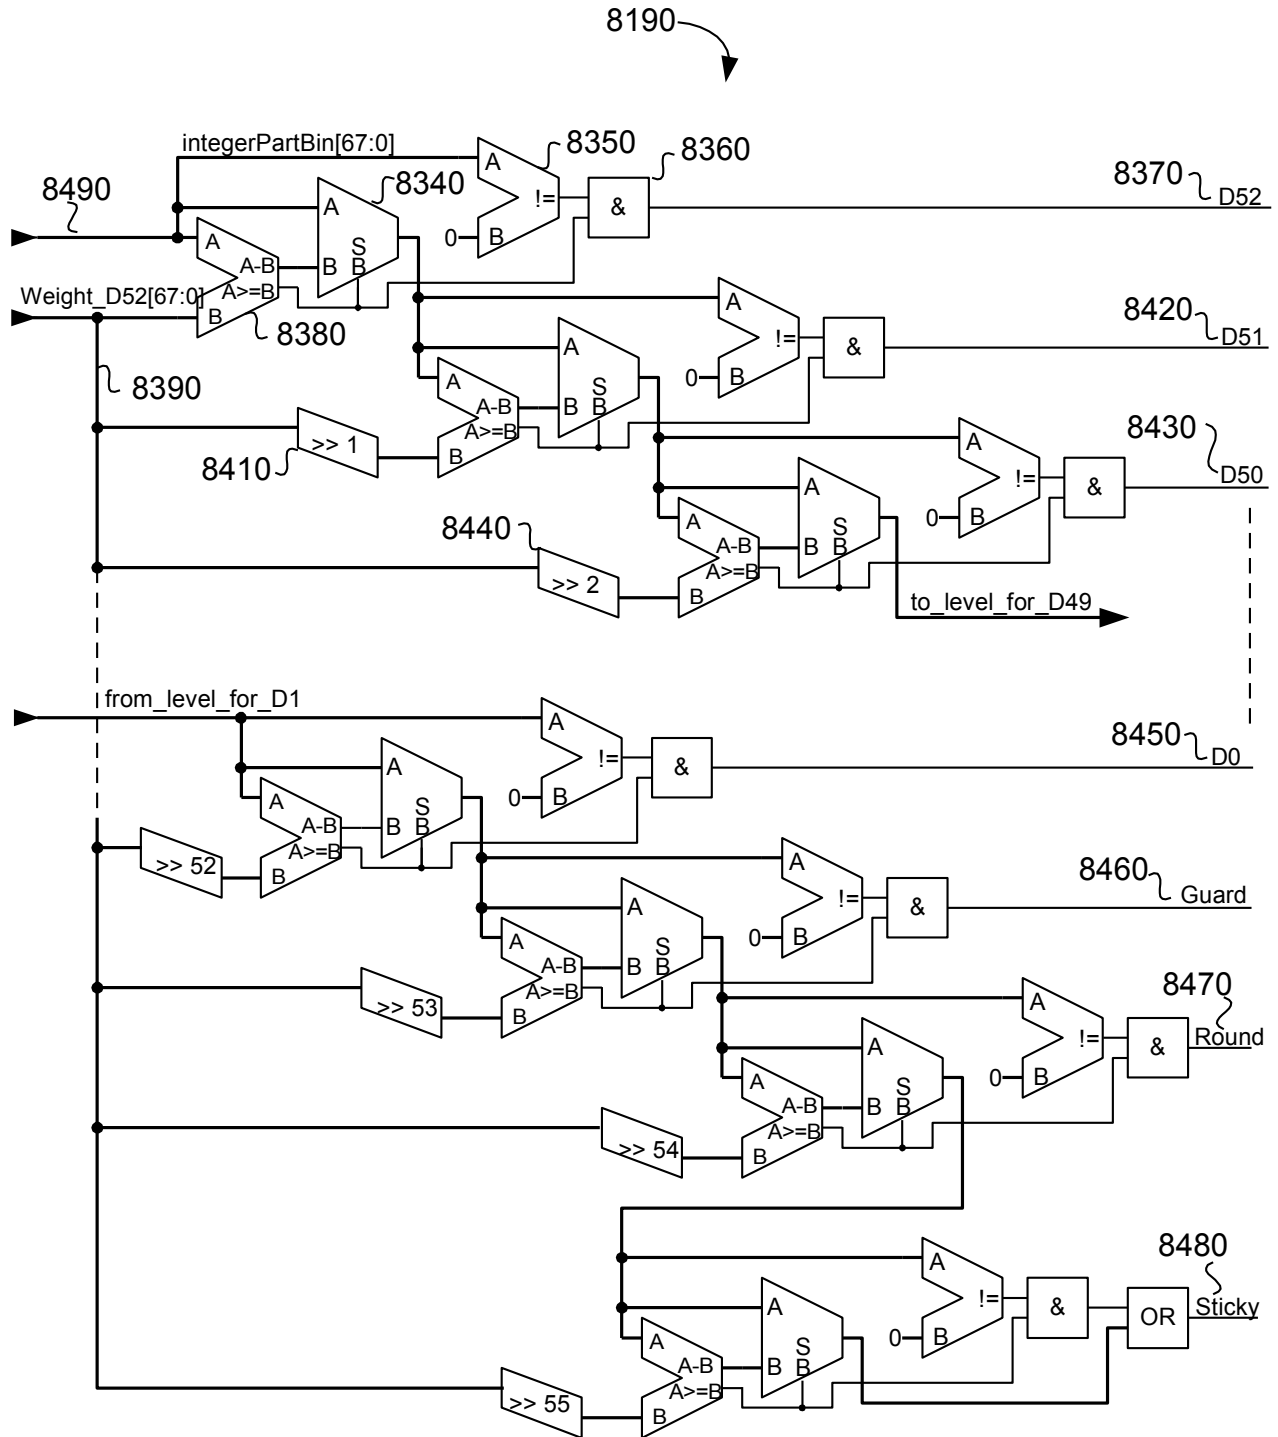 8190
integerPartBin[67:0]
8350
8360
8340
8370
D52
8490
A
A
!=
&
0
B
A
S
B
A-B
B
A>=B
Weight_D52[67:0]
B
8380
A
!=
&
0
B
8420
D51
8390
A
S
B
A
A-B
B
A>=B
>> 1
8410
B
A
!=
&
0
B
8430
D50
8440
A
S
B
A
A-B
B
A>=B
>> 2
B
to_level_for_D49
from_level_for_D1
A
!=
&
0
B
8450
D0
A
S
B
A
A-B
B
A>=B
>> 52
B
A
!=
&
0
B
8460
Guard
A
S
B
A
A-B
B
A>=B
>> 53
B
A
!=
&
0
B
8470
Round
A
S
B
A
A-B
B
A>=B
>> 54
B
A
!=
&
0
B
OR
8480
Sticky
A
S
B
A
A-B
B
A>=B
>> 55
B